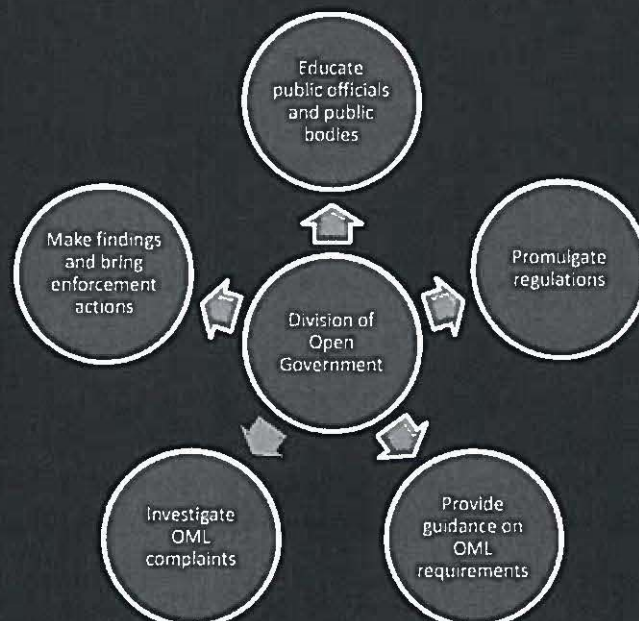 Educate
public officials
and public
bodies
Make findings
and bring
enforcement
actions
Promulgate
regulations
Division of
Open
Government
Investigate
OML
complaints
Provide
guidance on
OML
requirements